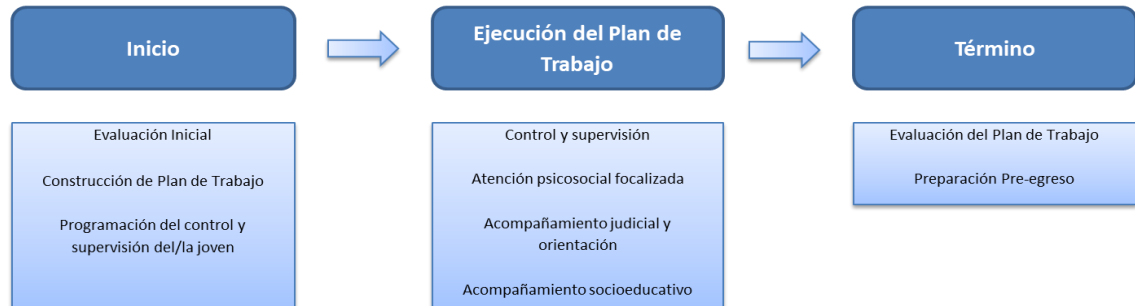 Inicio
Ejecución del Plan de
Trabajo
Término
Evaluación Inicial
Construcción de Plan de Trabajo
Programación del control y
supervisión del/la joven
Control y supervisión
Atención psicosocial focalizada
Acompañamiento judicial y
orientación
Acompañamiento socioeducativo
Evaluación del Plan de Trabajo
Preparación Pre-egreso